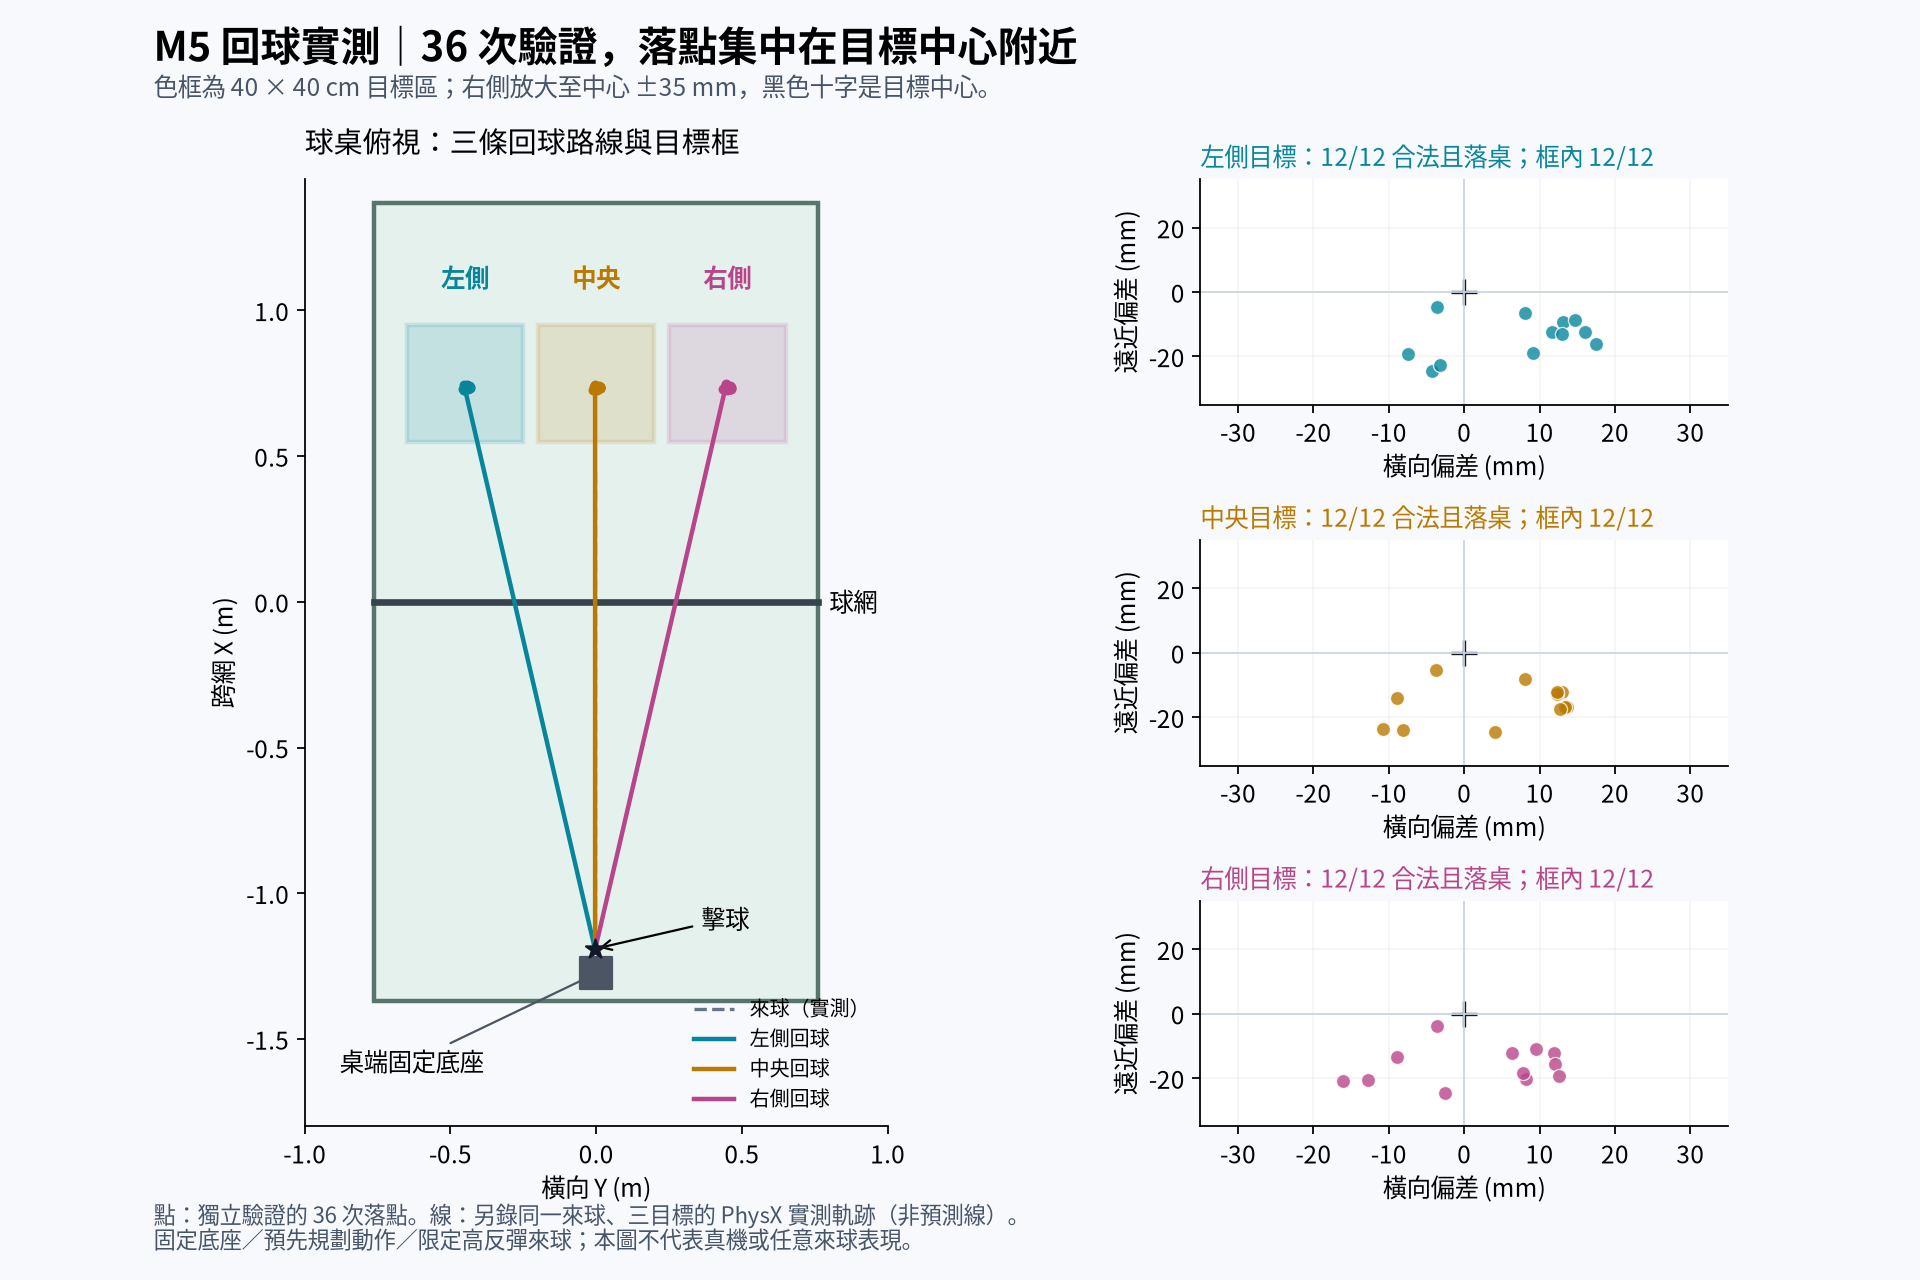 M5 回球實測｜36 次驗證，落點集中在目標中心附近
色框為 40 × 40 cm 目標區；右側放大至中心 ±35 mm，黑色十字是目標中心。
球桌俯視：三條回球路線與目標框
左側
中央
右側
1.0
0.5
0.0
-0.5
-1.0
-1.5
跨網 X (m)
球網
擊球
桌端固定底座
來球（實測）
左側回球
中央回球
右側回球
-1.0 -0.5 0.0 0.5 1.0
橫向 Y (m)
左側目標：12/12 合法且落桌；框內 12/12
20
0
-20
遠近偏差 (mm)
-30 -20 -10 0 10 20 30
橫向偏差 (mm)
中央目標：12/12 合法且落桌；框內 12/12
20
0
-20
遠近偏差 (mm)
-30 -20 -10 0 10 20 30
橫向偏差 (mm)
右側目標：12/12 合法且落桌；框內 12/12
20
0
-20
遠近偏差 (mm)
-30 -20 -10 0 10 20 30
橫向偏差 (mm)
點：獨立驗證的 36 次落點。線：另錄同一來球、三目標的 PhysX 實測軌跡（非預測線）。
固定底座／預先規劃動作／限定高反彈來球；本圖不代表真機或任意來球表現。